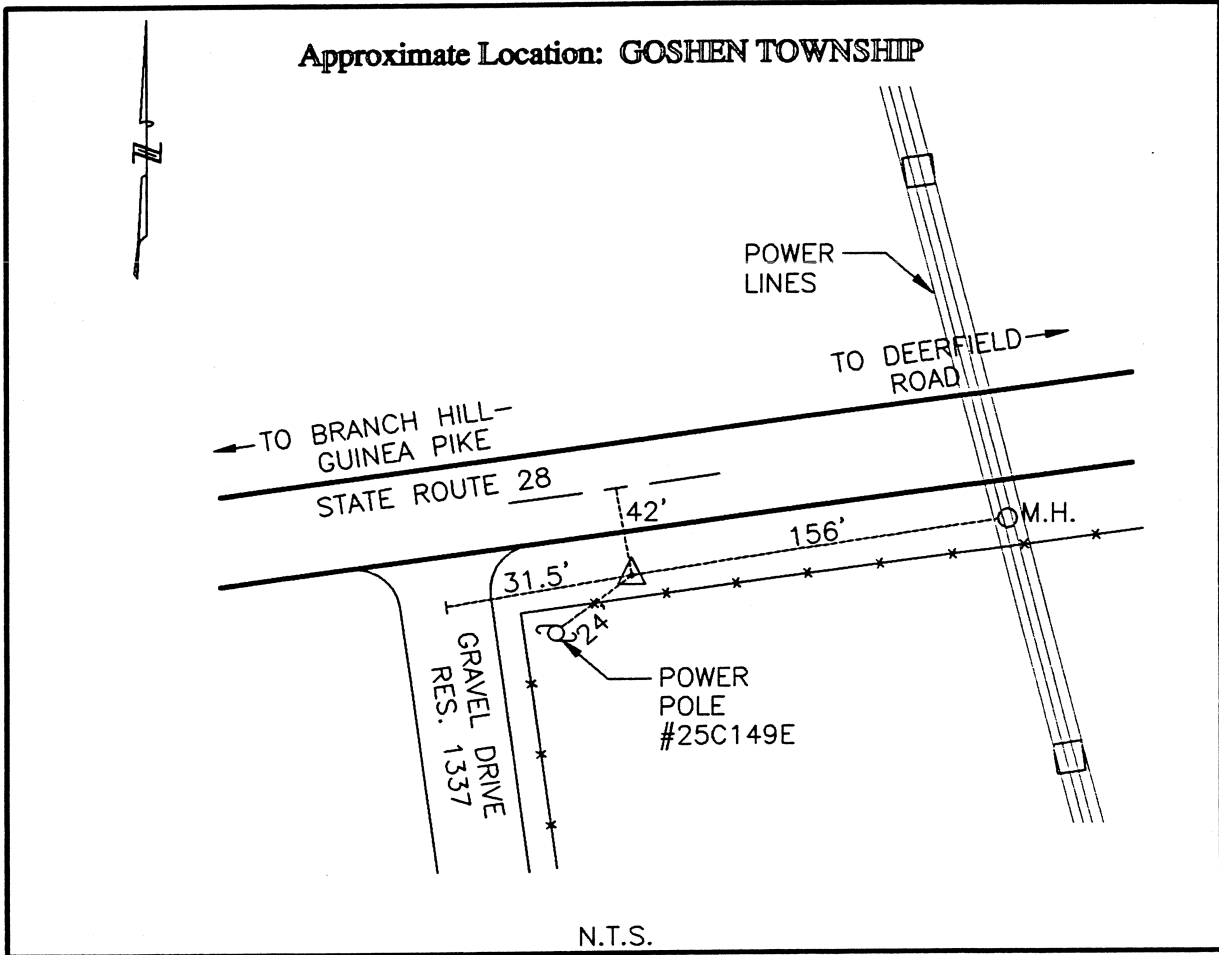 Approximate Location: GOSHEN TOWNSHIP
N
POWER
LINES
TO DEERFIELD
ROAD
TO BRANCH HILL-
GUINEA PIKE
STATE ROUTE 28
42'
M.H.
156'
31.5'
24'
GRAVEL DRIVE
RES. 1337
POWER
POLE
#25C149E
N.T.S.